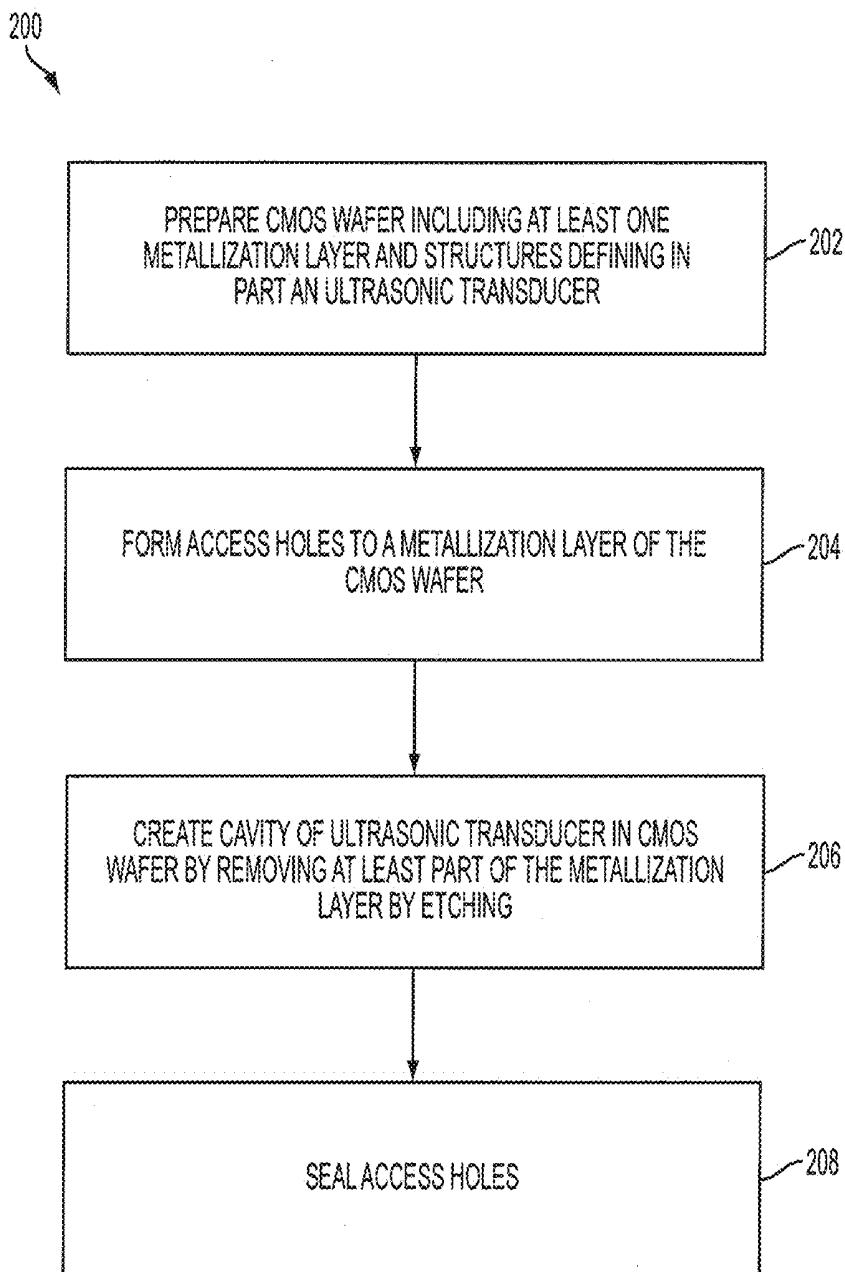 200
PREPARE CMOS WAFER INCLUDING AT LEAST ONE
METALLIZATION LAYER AND STRUCTURES DEFINING IN
PART AN ULTRASONIC TRANSDUCER
202
FORM ACCESS HOLES TO A METALLIZATION LAYER OF THE
CMOS WAFER
204
CREATE CAVITY OF ULTRASONIC TRANSDUCER IN CMOS
WAFER BY REMOVING AT LEAST PART OF THE METALLIZATION
LAYER BY ETCHING
206
SEAL ACCESS HOLES
208